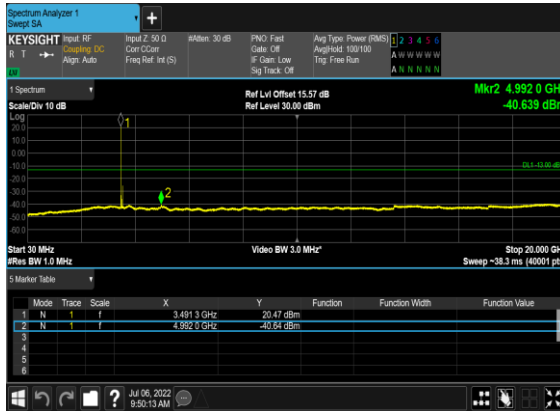 Spectrum Analyzer 1
Swept SA
+
KEYSIGHT Input: RF Input Z: 50 Ω #Atten: 30 dB PNO: Fast Avg Type: Power (RMS) 1 2 3 4 5 6
R T Coupling: DC Corr CCorr Gate: Off Avg|Hold: 100/100 A W W W W W
Align: Auto Freq Ref: Int (S) IF Gain: Low Trig: Free Run
Sig Track: Off A N N N N N
1 Spectrum
Ref Lvl Offset 15.57 dB Mkr2 4.992 0 GH
Scale/Div 10 dB Ref Level 30.00 dBm -40.639 dBm
Log
1
20.0
10.0
0.00
-10.0
DL1 -13.00 dB
-20.0
-30.0
2
-40.0
-50.0
-60.0
Start 30 MHz Video BW 3.0 MHz* Stop 20.000 GH
#Res BW 1.0 MHz Sweep ~38.3 ms (40001 pt
5 Marker Table
Mode Trace Scale X Y Function Function Width Function Value
1 N 1 f 3.491 3 GHz 20.47 dBm
2 N 1 f 4.992 0 GHz -40.64 dBm
3
4
5
6
? Jul 06, 2022
9:50:13 AM